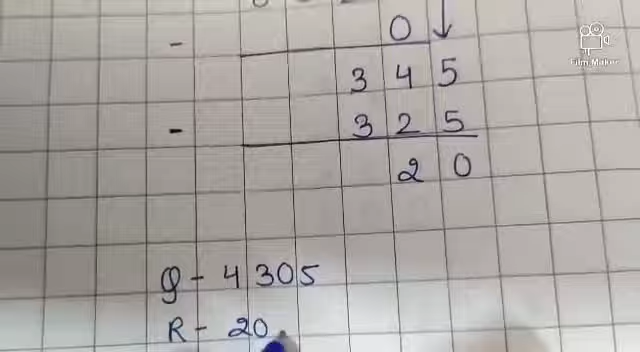 - 0 ↓
3 4 5
- 3 2 5
2 0
Q - 4305
R - 20
Film Maker